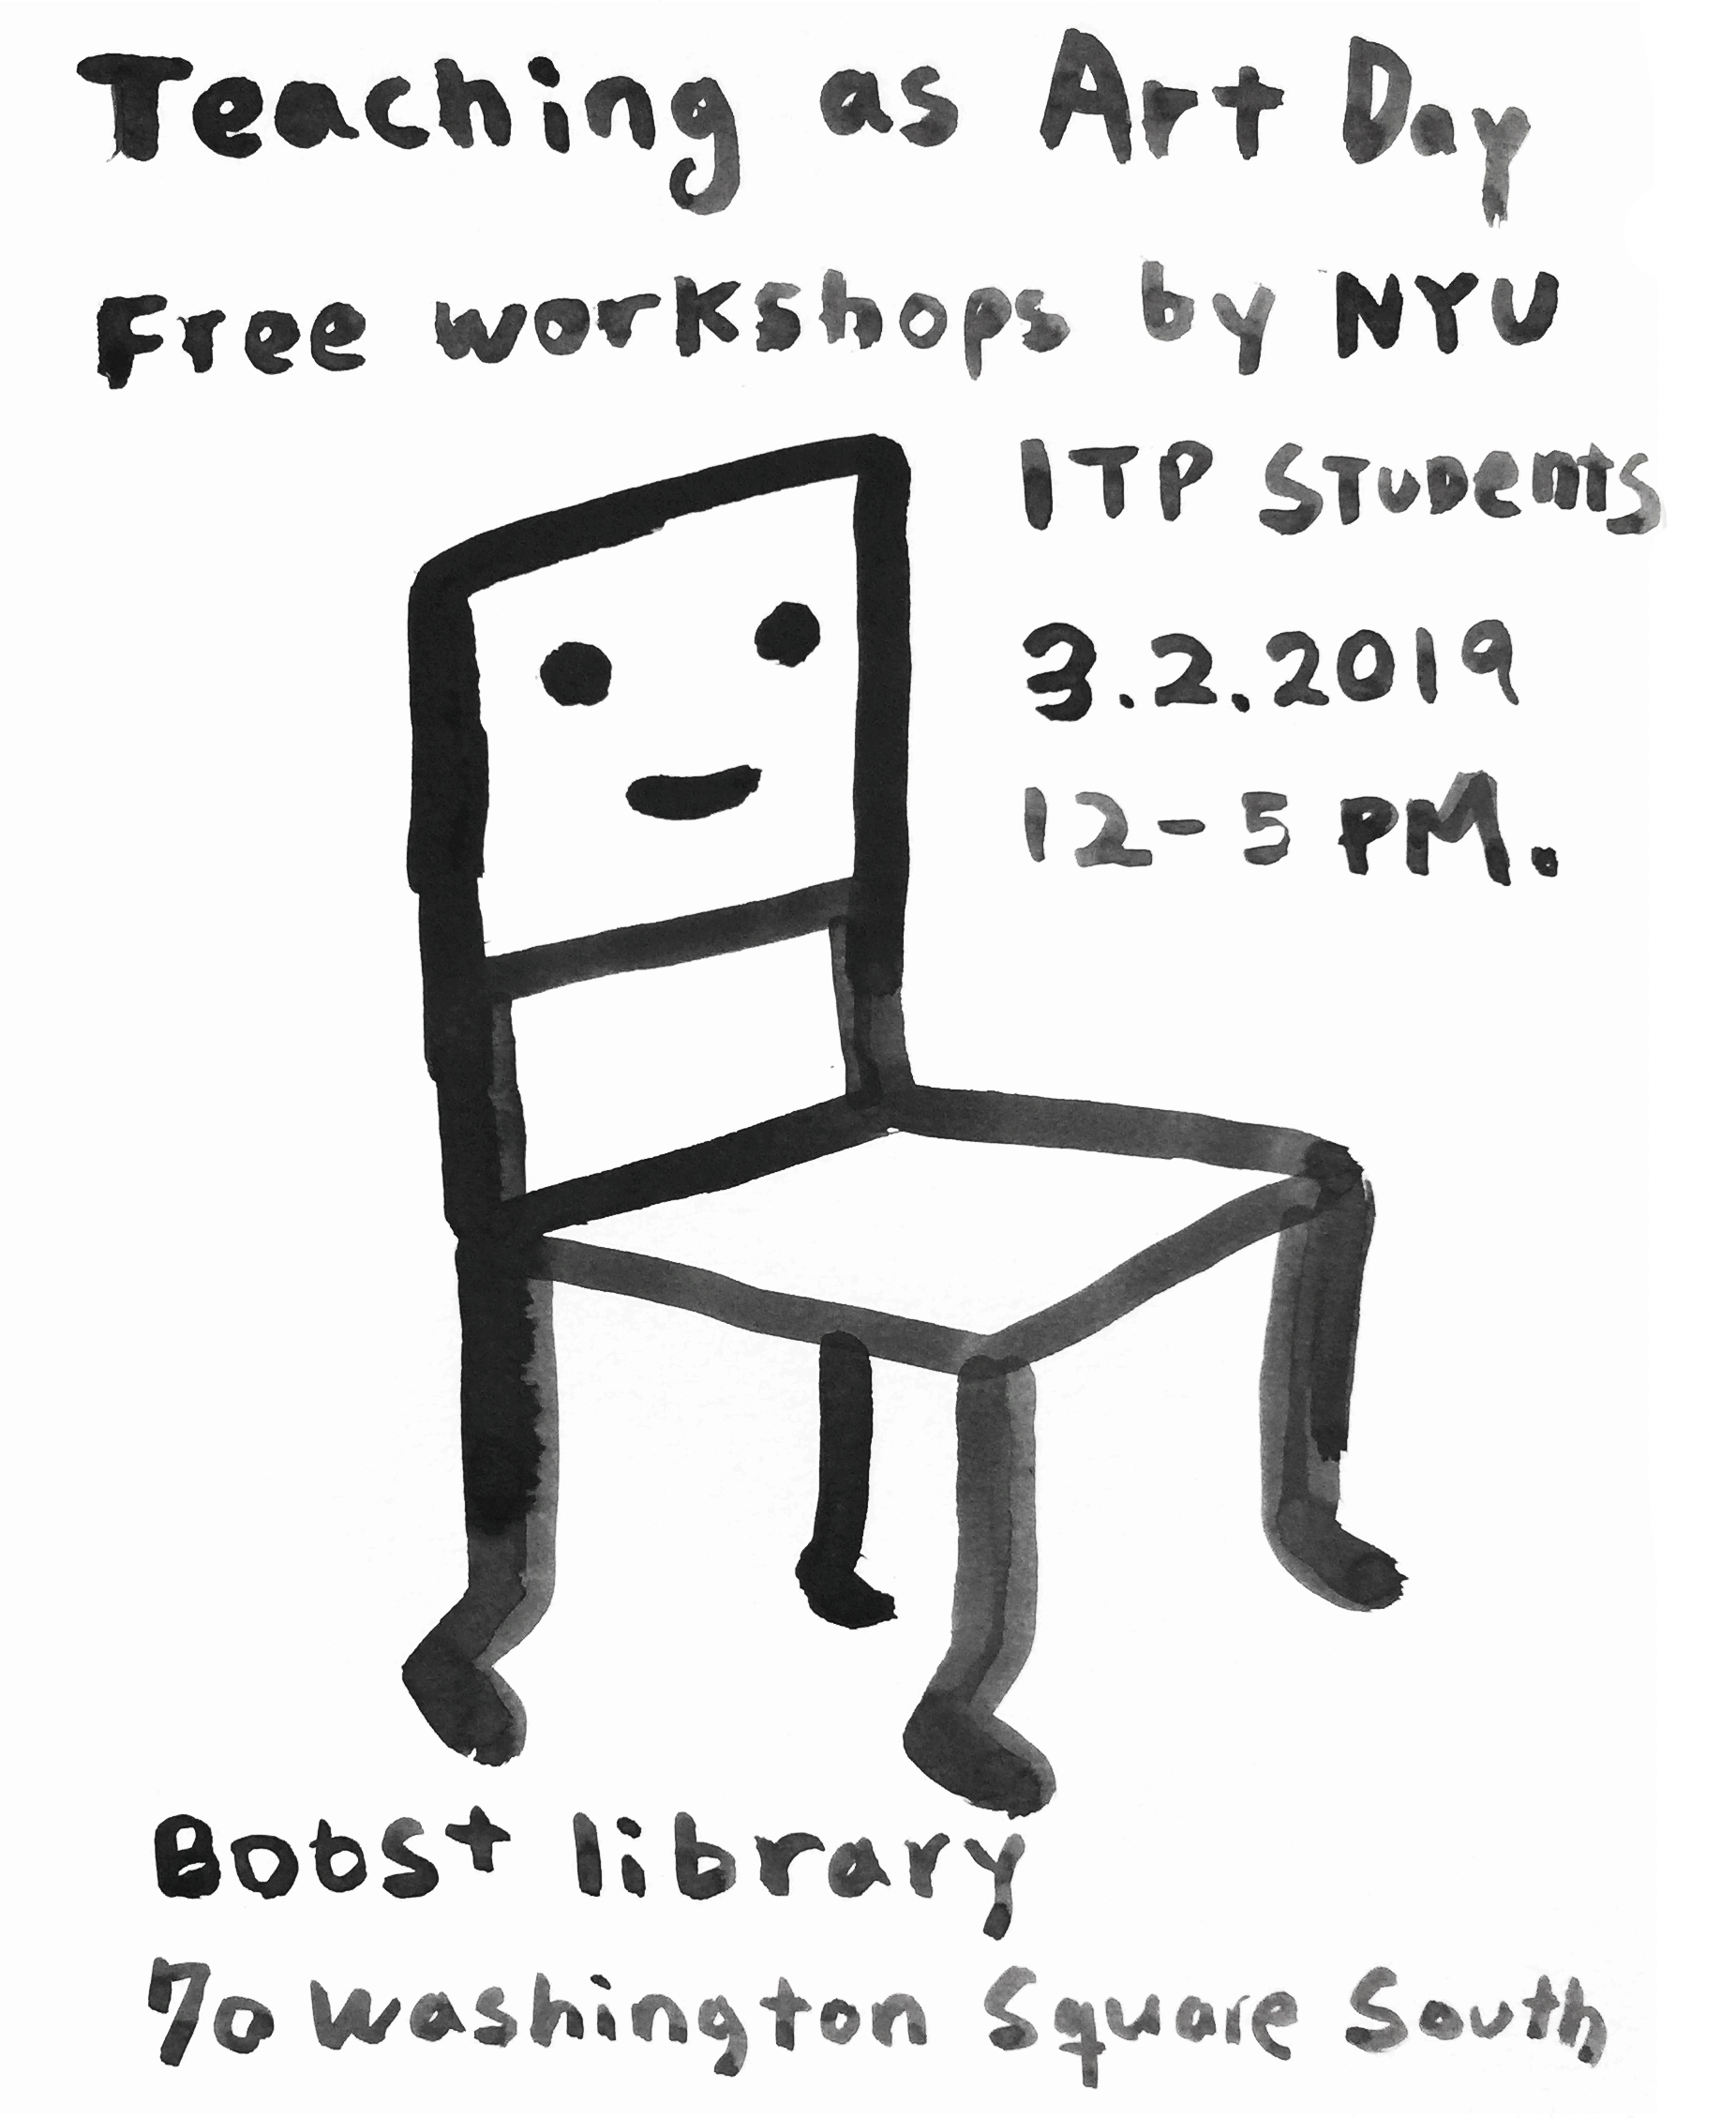 Teaching as Art Day
Free workshops by NYU
ITP Students
3.2.2019
12-5 PM.
Bobst library
70 Washington Square South